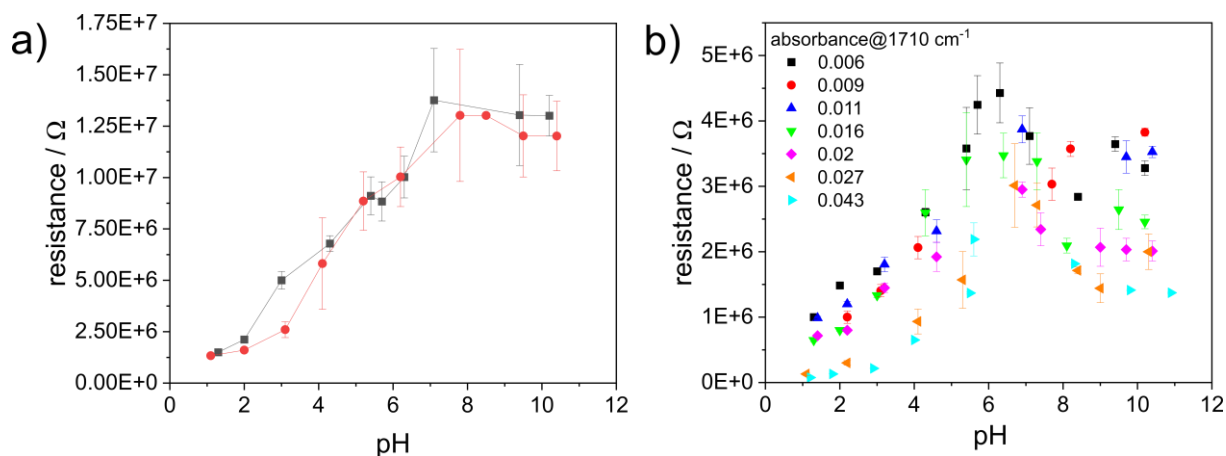 a)
1.75E+7
1.50E+7
1.25E+7
1.00E+7
7.50E+6
5.00E+6
2.50E+6
0.00E+0
resistance / Ω
0 2 4 6 8 10 12
pH
b)
absorbance@1710 cm⁻¹
0.006
0.009
0.011
0.016
0.02
0.027
0.043
5E+6
4E+6
3E+6
2E+6
1E+6
0E+0
resistance / Ω
0 2 4 6 8 10 12
pH